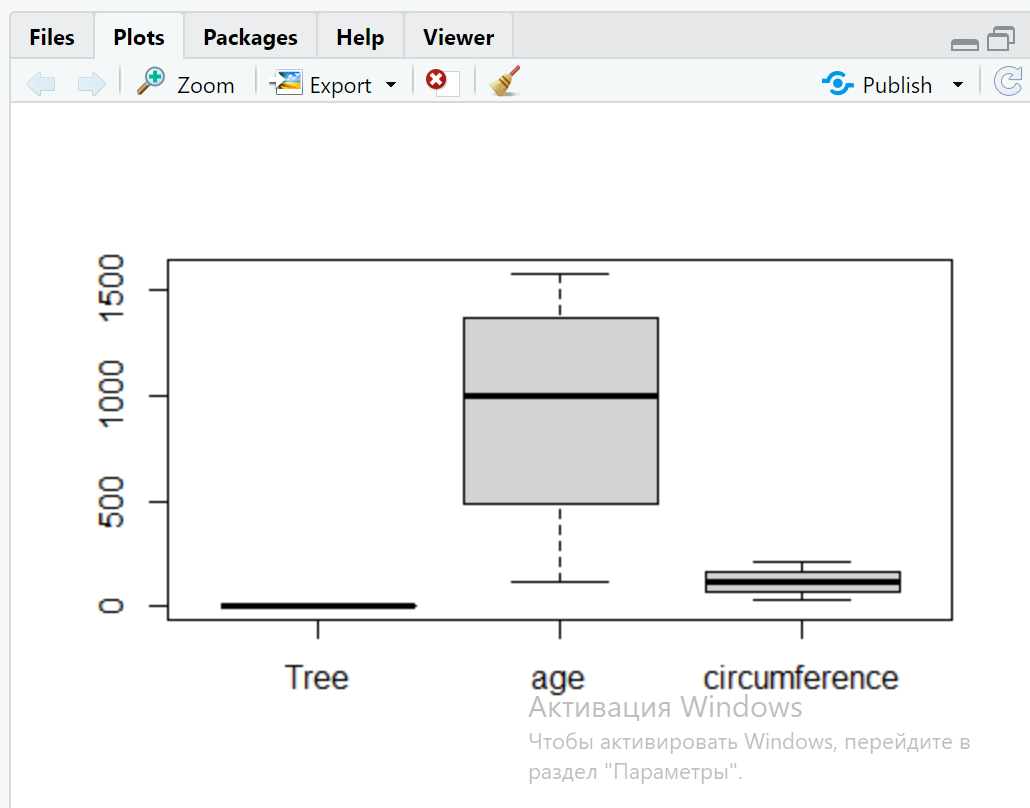 Files Plots Packages Help Viewer
Zoom Export Publish
1500
1000
500
0
Tree age circumference
Активация Windows
Чтобы активировать Windows, перейдите в
раздел "Параметры".